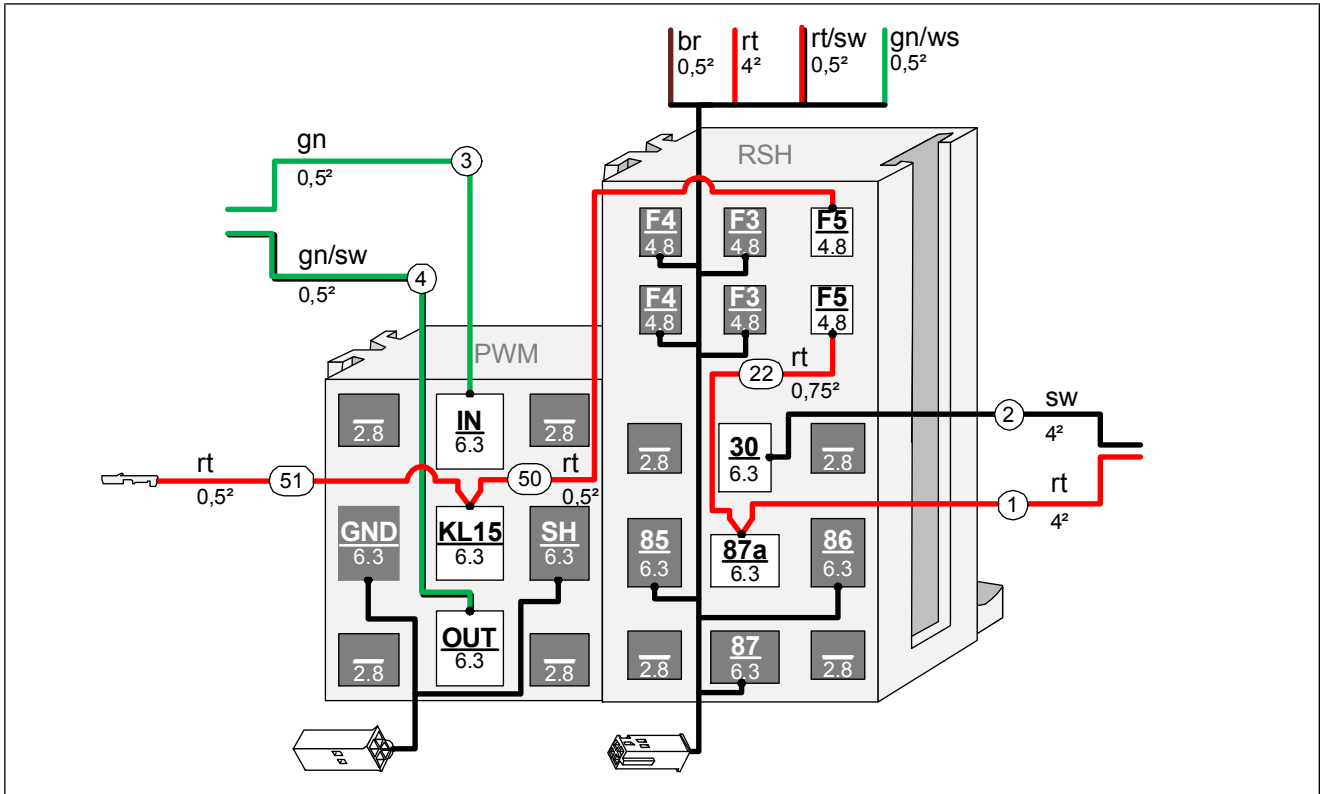 br
0,5²
rt
4²
rt/sw
0,5²
gn/ws
0,5²
gn
0,5²
3
gn/sw
0,5²
4
RSH
F4
4.8
F3
4.8
F5
4.8
F4
4.8
F3
4.8
F5
4.8
22
rt
0,75²
PWM
2.8
IN
6.3
2.8
2.8
30
6.3
2.8
2
sw
4²
rt
0,5²
51
50
rt
0,5²
1
rt
4²
GND
6.3
KL15
6.3
SH
6.3
85
6.3
87a
6.3
86
6.3
2.8
OUT
6.3
2.8
2.8
87
6.3
2.8